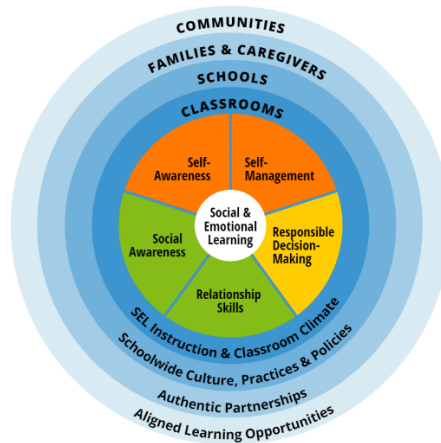 COMMUNITIES
FAMILIES & CAREGIVERS
SCHOOLS
CLASSROOMS
Self-
Awareness
Self-
Management
Social &
Emotional
Learning
Social
Awareness
Responsible
Decision-
Making
Relationship
Skills
SEL Instruction & Classroom Climate
Schoolwide Culture, Practices & Policies
Authentic Partnerships
Aligned Learning Opportunities